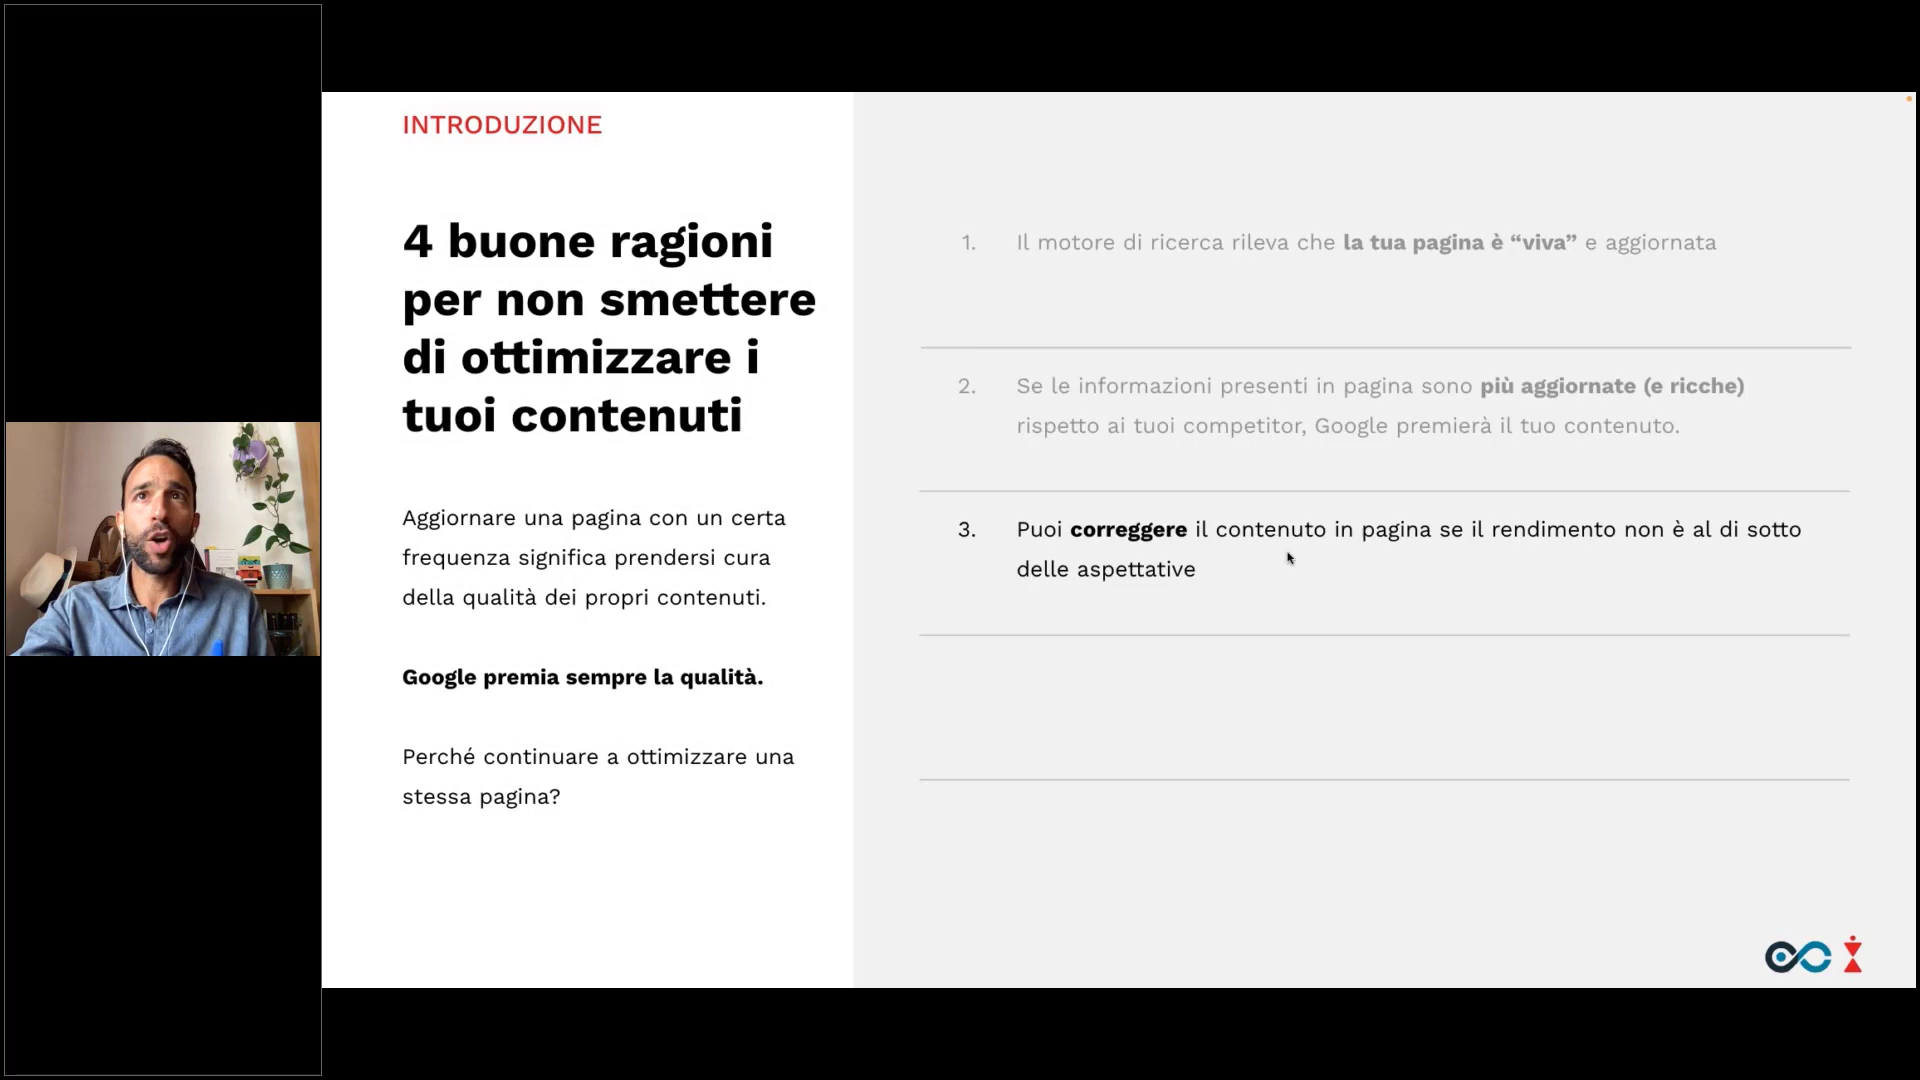 INTRODUZIONE
4 buone ragioni
per non smettere
di ottimizzare i
tuoi contenuti
Aggiornare una pagina con un certa
frequenza significa prendersi cura
della qualità dei propri contenuti.
Google premia sempre la qualità.
Perché continuare a ottimizzare una
stessa pagina?
1. Il motore di ricerca rileva che la tua pagina è “viva” e aggiornata
2. Se le informazioni presenti in pagina sono più aggiornate (e ricche)
rispetto ai tuoi competitor, Google premierà il tuo contenuto.
3. Puoi correggere il contenuto in pagina se il rendimento non è al di sotto
delle aspettative